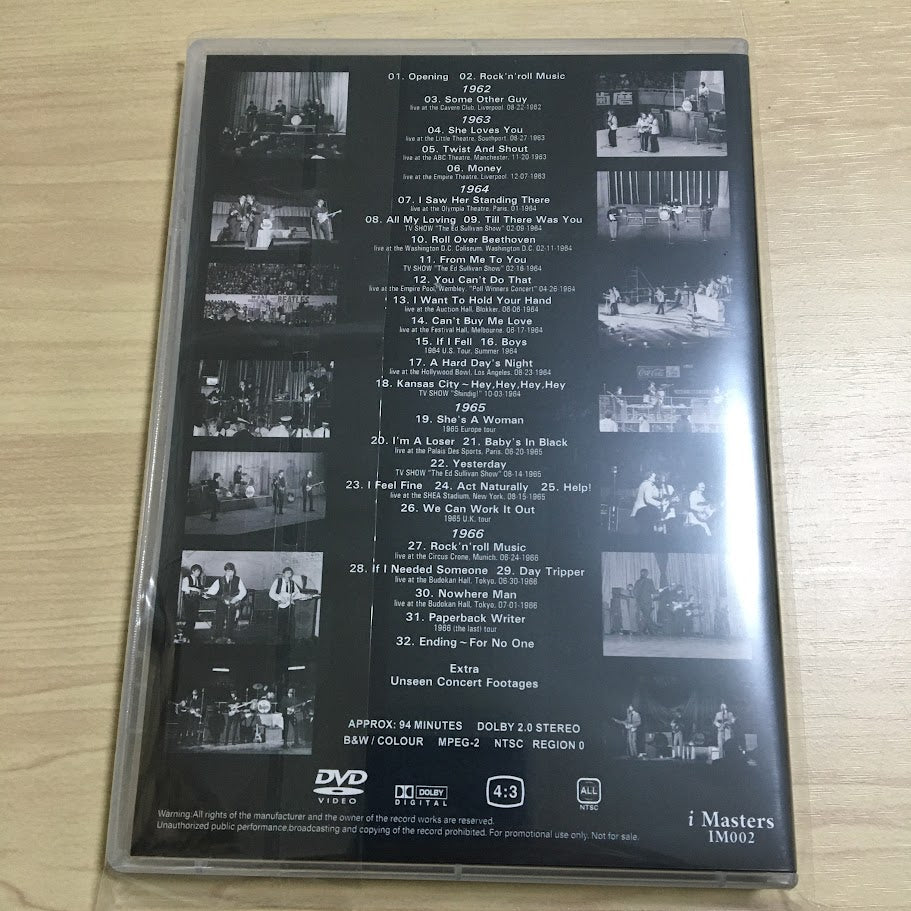 01. Opening 02. Rock'n'roll Music
1962
03. Some Other Guy
live at the Cavern Club, Liverpool. 08-22-1962
1963
04. She Loves You
live at the Little Theatre, Southport. 08-27-1963
05. Twist And Shout
live at the ABC Theatre, Manchester. 11-20-1963
06. Money
live at the Empire Theatre, Liverpool. 12-07-1963
1964
07. I Saw Her Standing There
live at the Olympia Theatre, Paris. 01-1964
08. All My Loving 09. Till There Was You
TV SHOW "The Ed Sullivan Show" 02-09-1964
10. Roll Over Beethoven
live at the Washington D.C. Coliseum, Washington D.C. 02-11-1964
11. From Me To You
TV SHOW "The Ed Sullivan Show" 02-16-1964
12. You Can't Do That
live at the Empire Pool, Wembley. "Poll Winners Concert" 04-26-1964
13. I Want To Hold Your Hand
live at the Auction Hall, Blokker. 06-06-1964
14. Can't Buy Me Love
live at the Festival Hall, Melbourne. 06-17-1964
15. If I Fell 16. Boys
1964 U.S. Tour, Summer 1964
17. A Hard Day's Night
live at the Hollywood Bowl, Los Angeles. 08-23-1964
18. Kansas City~Hey,Hey,Hey,Hey
TV SHOW "Shindig!" 10-03-1964
1965
19. She's A Woman
1965 Europe tour
20. I'm A Loser 21. Baby's In Black
live at the Palais Des Sports, Paris. 06-20-1965
22. Yesterday
TV SHOW "The Ed Sullivan Show" 08-14-1965
23. I Feel Fine 24. Act Naturally 25. Help!
live at the SHEA Stadium, New York. 08-15-1965
26. We Can Work It Out
1965 U.K. tour
1966
27. Rock'n'roll Music
live at the Circus Crone, Munich. 06-24-1966
28. If I Needed Someone 29. Day Tripper
live at the Budokan Hall, Tokyo. 06-30-1966
30. Nowhere Man
live at the Budokan Hall, Tokyo. 07-01-1966
31. Paperback Writer
1966 (the last) tour
32. Ending~For No One
Extra
Unseen Concert Footages
APPROX: 94 MINUTES DOLBY 2.0 STEREO
B&W / COLOUR MPEG-2 NTSC REGION 0
DVD
VIDEO
DOLBY
DIGITAL
4:3
ALL
NTSC
Warning:All rights of the manufacturer and the owner of the record works are reserved.
Unauthorized public performance,broadcasting and copying of the record prohibited. For promotional use only. Not for sale.
i Masters
IM002
BEATLES
Coca-Cola